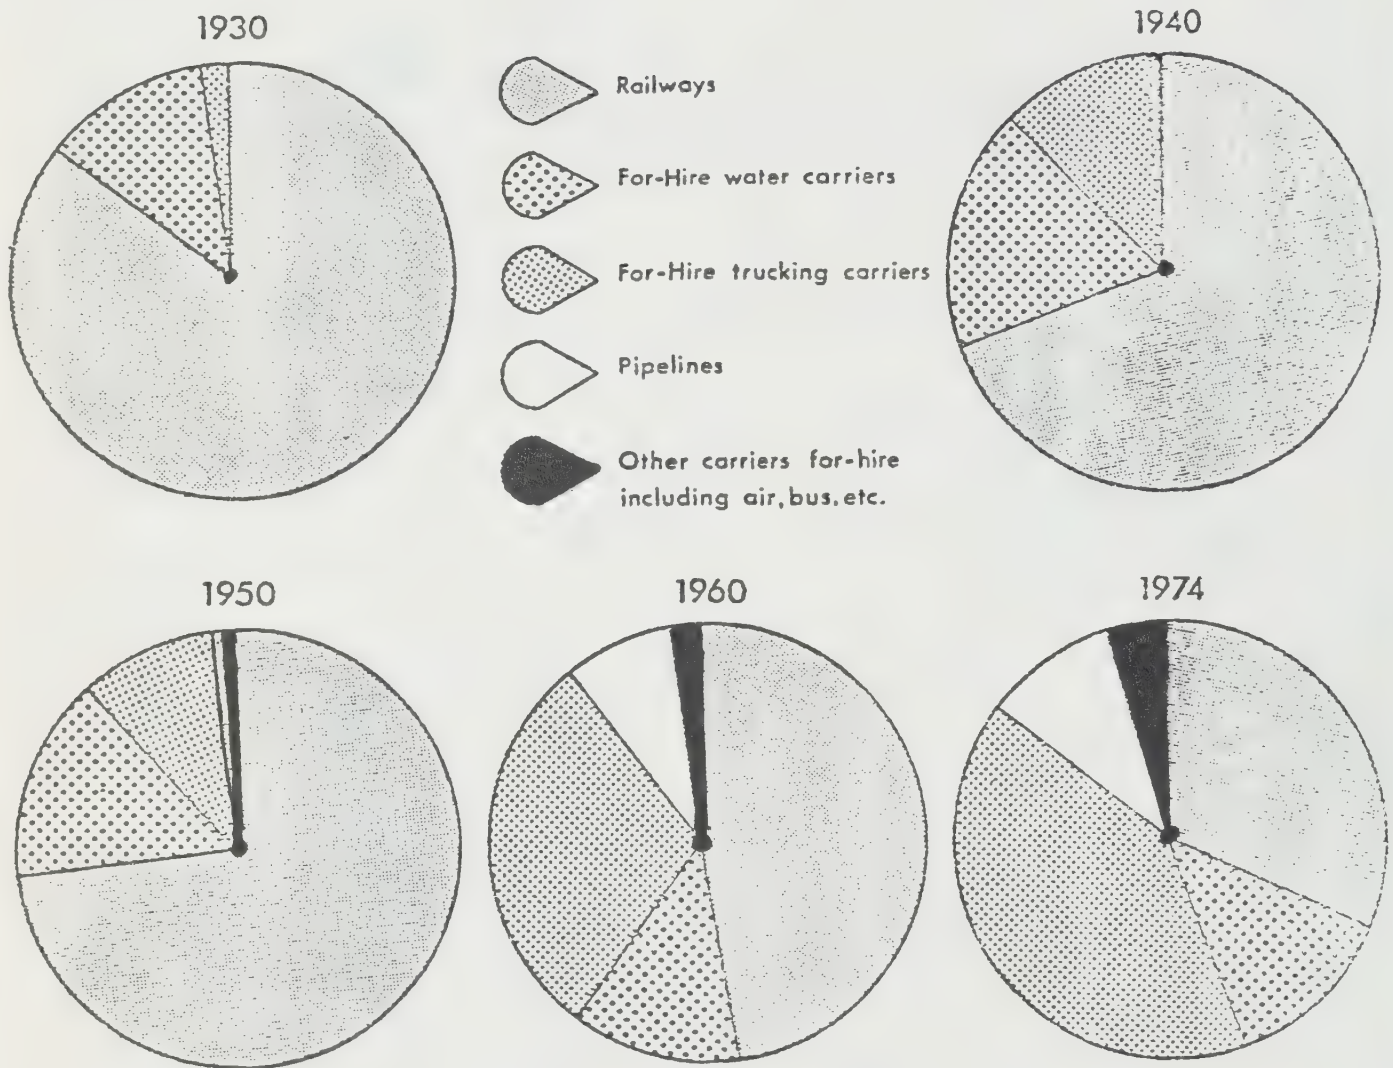 1930
1940
Railways
For-Hire water carriers
For-Hire trucking carriers
Pipelines
Other carriers for-hire
including air, bus, etc.
1950
1960
1974